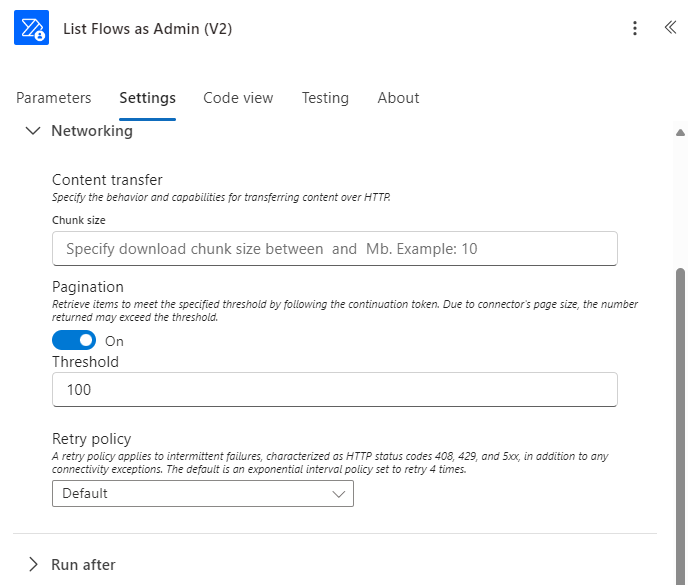 List Flows as Admin (V2)
Parameters Settings Code view Testing About
Networking
Content transfer
Specify the behavior and capabilities for transferring content over HTTP.
Chunk size
Specify download chunk size between  and  Mb. Example: 10
Pagination
Retrieve items to meet the specified threshold by following the continuation token. Due to connector's page size, the number
returned may exceed the threshold.
On
Threshold
100
Retry policy
A retry policy applies to intermittent failures, characterized as HTTP status codes 408, 429, and 5xx, in addition to any
connectivity exceptions. The default is an exponential interval policy set to retry 4 times.
Default
Run after